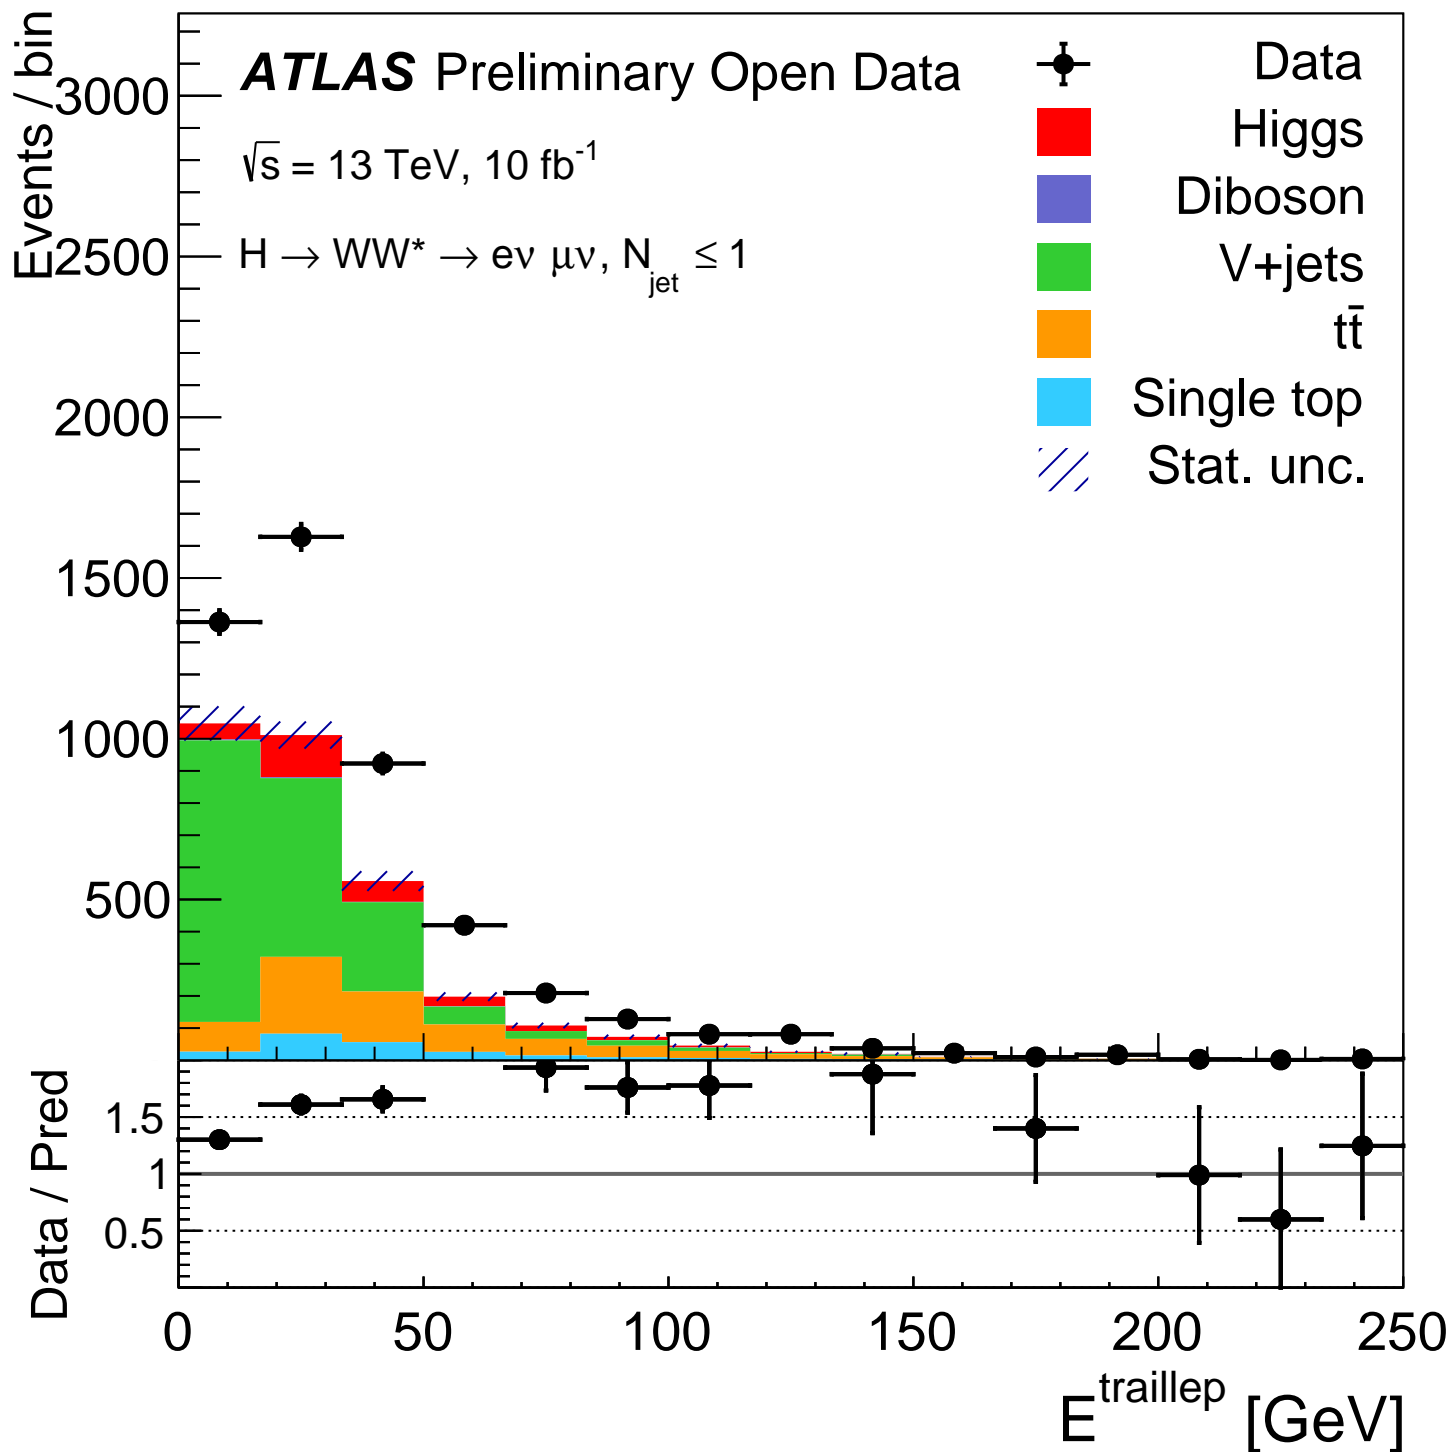 ATLAS Preliminary Open Data
√s = 13 TeV, 10 fb⁻¹
H → WW* → eν μν, N_jet ≤ 1
Data
Higgs
Diboson
V+jets
tt̄
Single top
Stat. unc.
Events / bin
3000
2500
2000
1500
1000
500
Data / Pred
1.5
1
0.5
0 50 100 150 200 250
E^traillep [GeV]